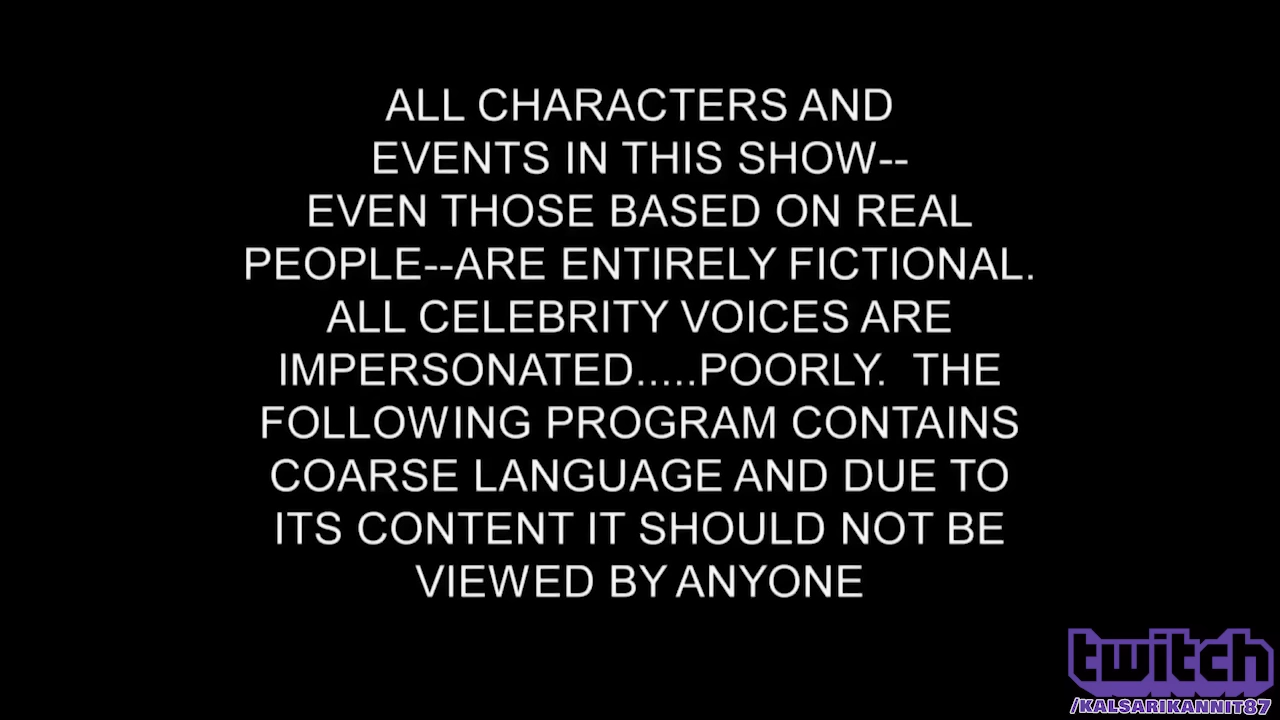 ALL CHARACTERS AND
EVENTS IN THIS SHOW--
EVEN THOSE BASED ON REAL
PEOPLE--ARE ENTIRELY FICTIONAL.
ALL CELEBRITY VOICES ARE
IMPERSONATED.....POORLY. THE
FOLLOWING PROGRAM CONTAINS
COARSE LANGUAGE AND DUE TO
ITS CONTENT IT SHOULD NOT BE
VIEWED BY ANYONE
twitch
/KALSARIKANNIT87